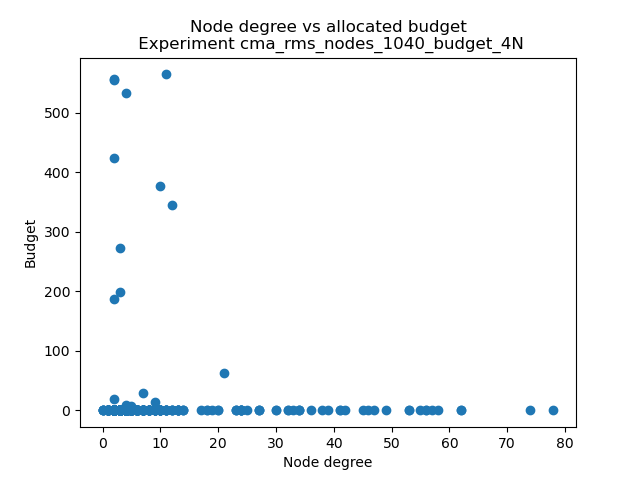 Node degree vs allocated budget
Experiment cma_rms_nodes_1040_budget_4N
500
400
300
200
100
0
Budget
0 10 20 30 40 50 60 70 80
Node degree